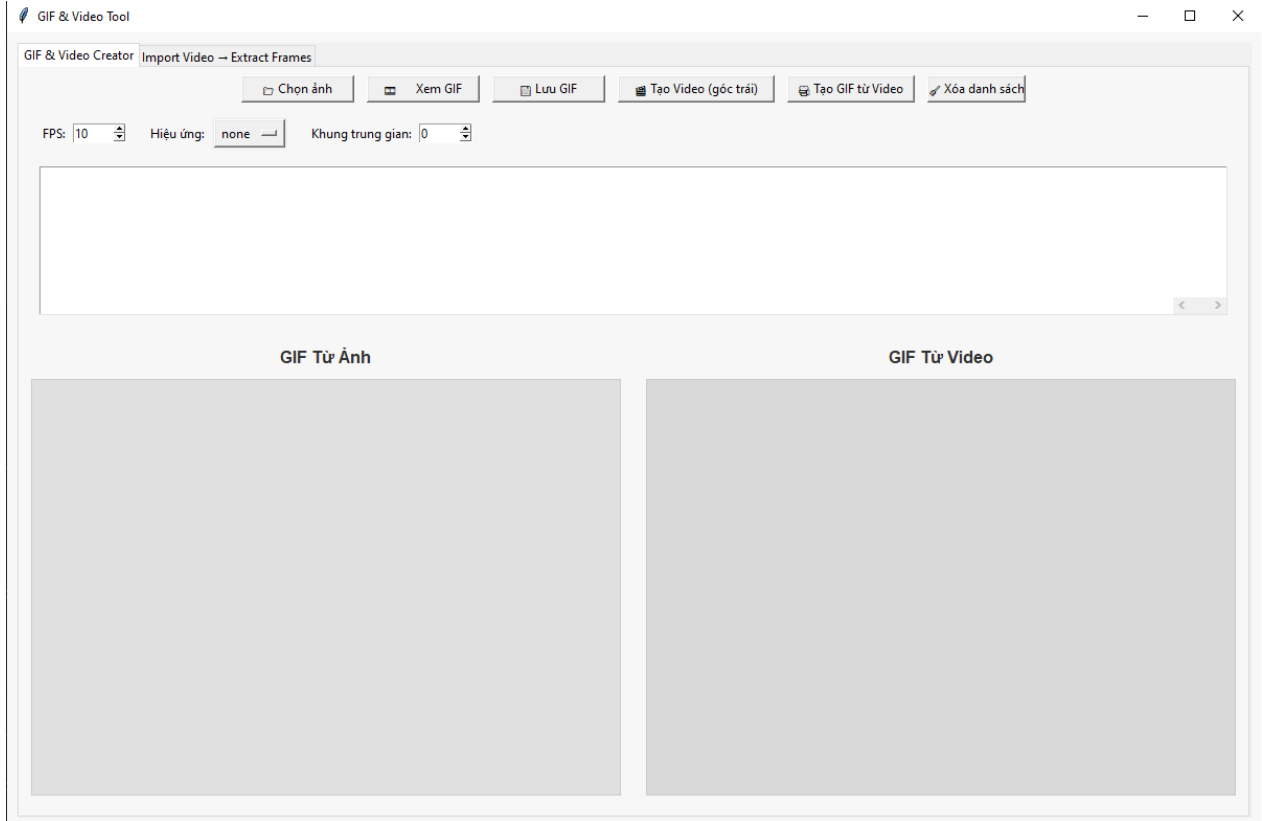 GIF & Video Tool
GIF & Video Creator Import Video → Extract Frames
Chọn ảnh Xem GIF Lưu GIF Tạo Video (góc trái) Tạo GIF từ Video Xóa danh sách
FPS: 10 Hiệu ứng: none Khung trung gian: 0
GIF Từ Ảnh GIF Từ Video